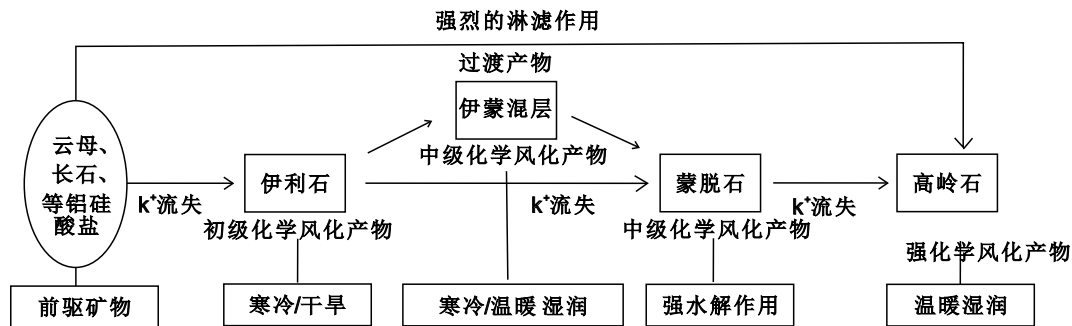 强烈的淋滤作用
过渡产物
伊蒙混层
中级化学风化产物
云母、
长石、
等铝硅
酸盐
k⁺流失
伊利石
初级化学风化产物
k⁺流失
蒙脱石
中级化学风化产物
k⁺流失
高岭石
强化学风化产物
前驱矿物
寒冷/干旱
寒冷/温暖 湿润
强水解作用
温暖湿润